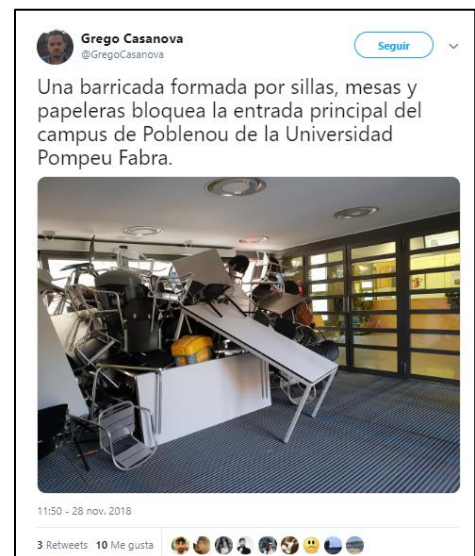 Grego Casanova
@GregoCasanova
Seguir
Una barricada formada por sillas, mesas y
papeleras bloquea la entrada principal del
campus de Poblenou de la Universidad
Pompeu Fabra.
11:50 - 28 nov. 2018
3 Retweets 10 Me gusta